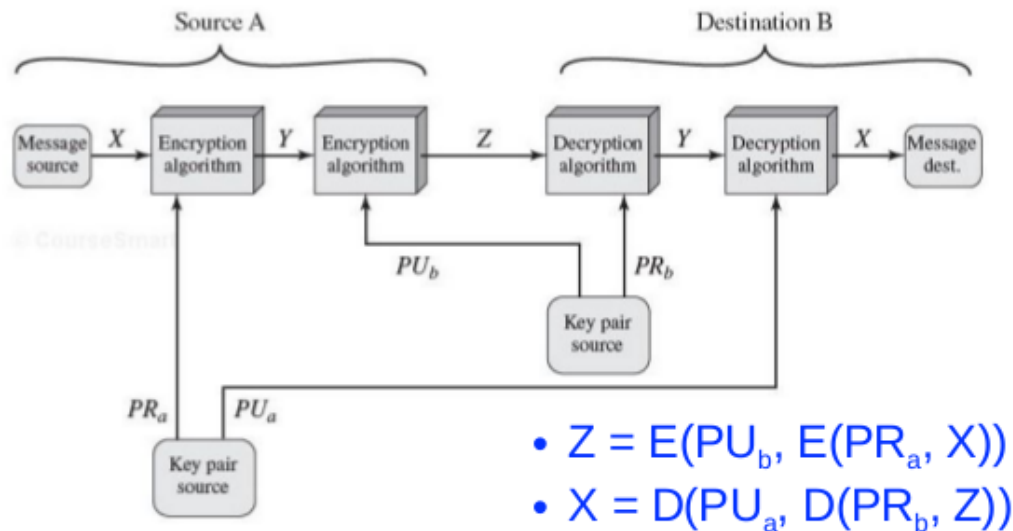 Source A
Destination B
Message
source
X
Encryption
algorithm
Y
Encryption
algorithm
Z
Decryption
algorithm
Y
Decryption
algorithm
X
Message
dest.
© CourseSmart
PUb
PRb
Key pair
source
PRa
PUa
Key pair
source
• Z = E(PUb, E(PRa, X))
• X = D(PUa, D(PRb, Z))